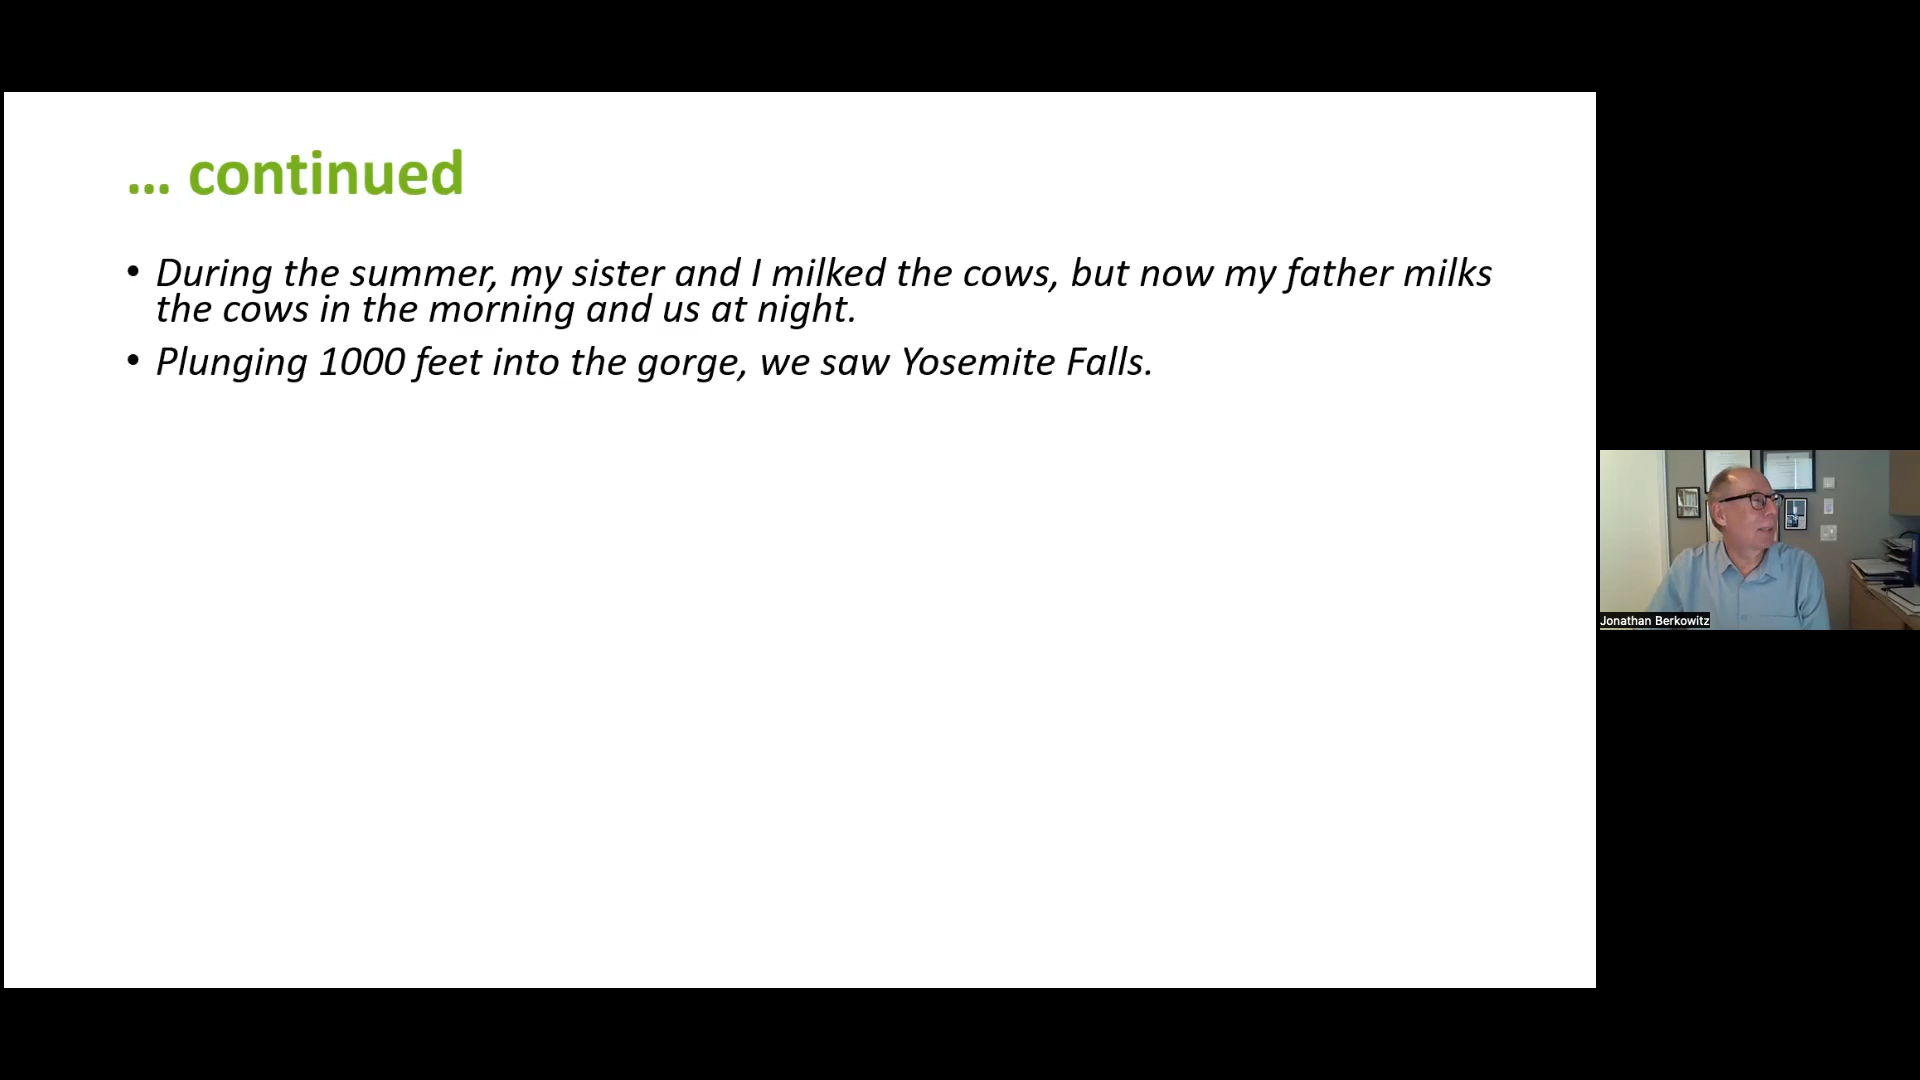 ... continued
• During the summer, my sister and I milked the cows, but now my father milks
the cows in the morning and us at night.
• Plunging 1000 feet into the gorge, we saw Yosemite Falls.
Jonathan Berkowitz